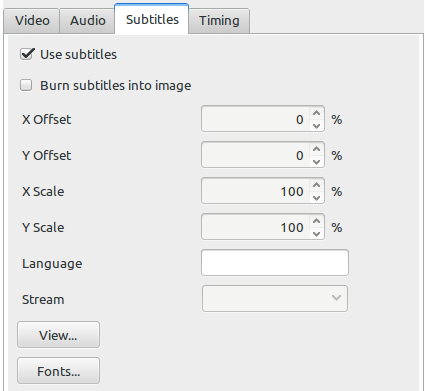 Video Audio Subtitles Timing
Use subtitles
Burn subtitles into image
X Offset 0 %
Y Offset 0 %
X Scale 100 %
Y Scale 100 %
Language
Stream
View...
Fonts...